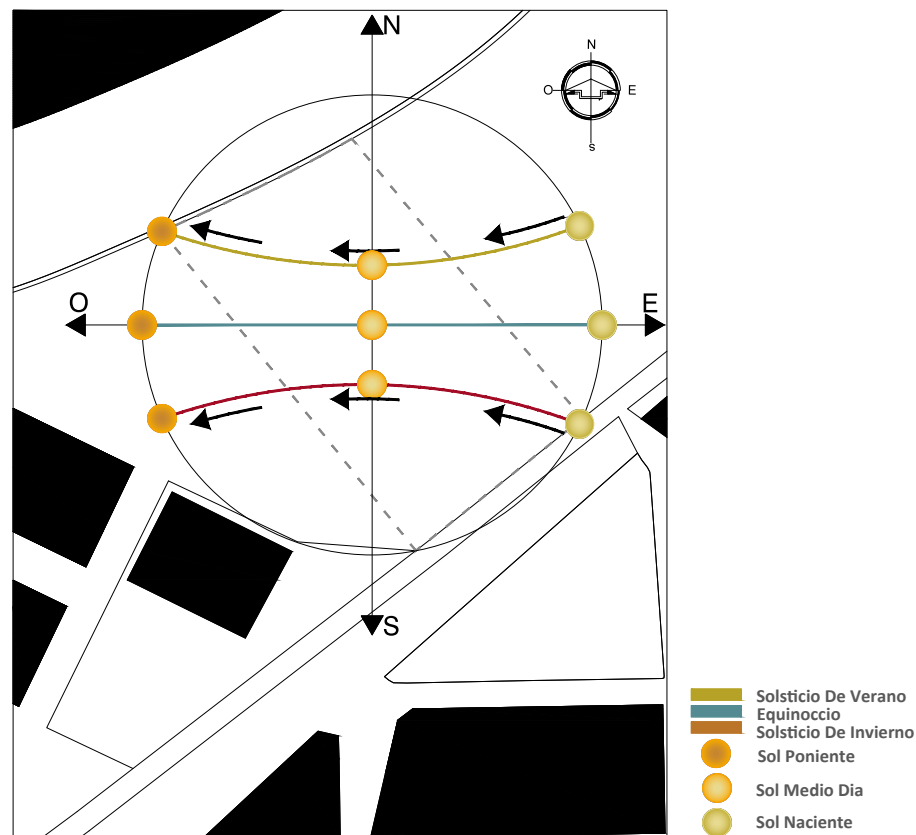 N
N
O
E
s
O
E
S
Solsticio De Verano
Equinoccio
Solsticio De Invierno
Sol Poniente
Sol Medio Dia
Sol Naciente